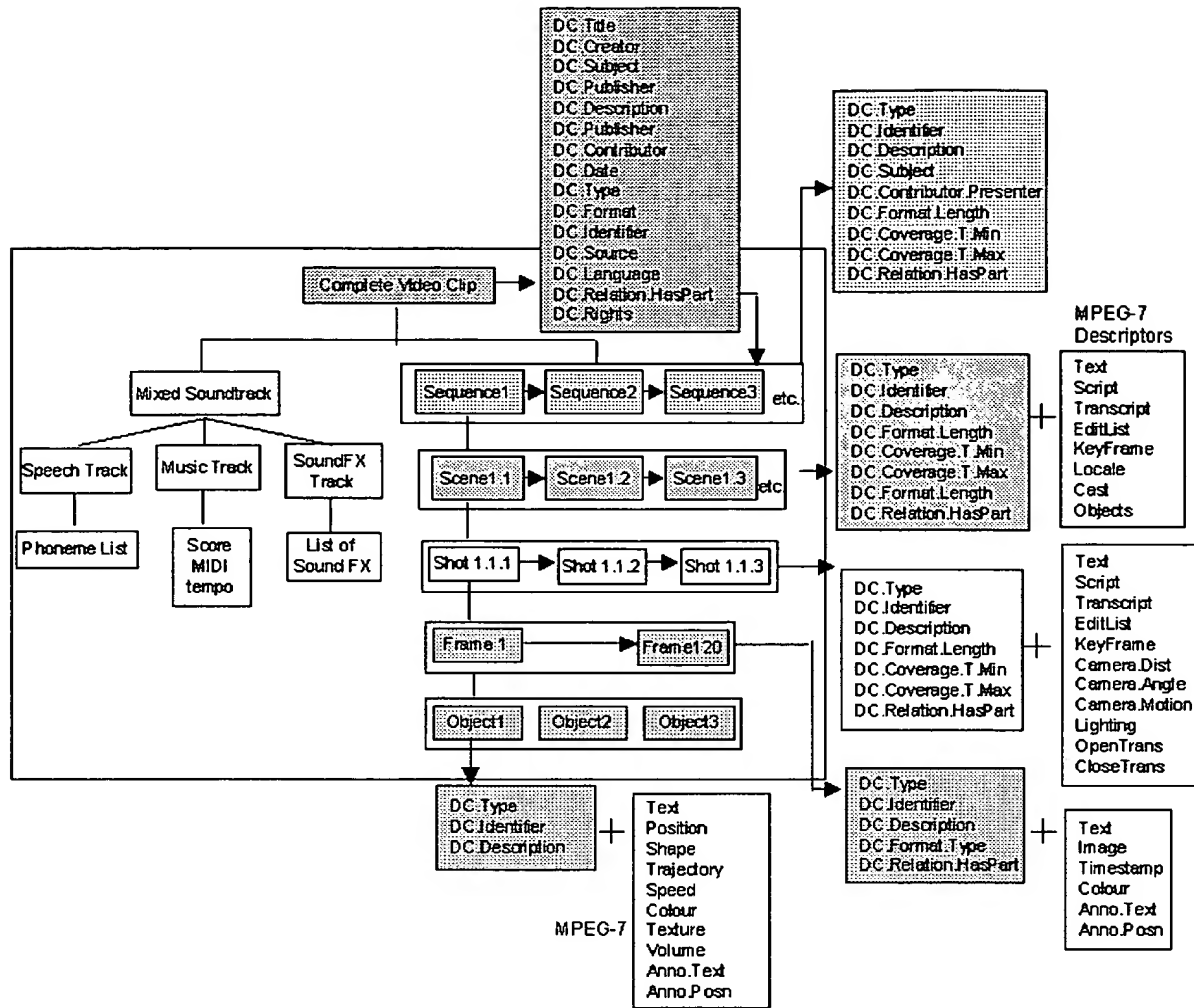 DC.Title
DC.Creator
DC.Subject
DC.Publisher
DC.Description
DC.Publisher
DC.Contributor
DC.Date
DC.Type
DC.Format
DC.Identifier
DC.Source
DC.Language
DC.Relation.HasPart
DC.Rights
DC.Type
DC.Identifier
DC.Description
DC.Subject
DC.Contributor.Presenter
DC.Format.Length
DC.Coverage.T.Min
DC.Coverage.T.Max
DC.Relation.HasPart
Complete Video Clip
Mixed Soundtrack
Speech Track
Music Track
SoundFX
Track
Phoneme List
Score
MIDI
tempo
List of
Sound FX
Sequence1
Sequence2
Sequence3
etc.
Scene1.1
Scene1.2
Scene1.3
etc.
Shot 1.1.1
Shot 1.1.2
Shot 1.1.3
Frame 1
Frame120
Object1
Object2
Object3
DC.Type
DC.Identifier
DC.Description
DC.Format.Length
DC.Coverage.T.Min
DC.Coverage.T.Max
DC.Format.Length
DC.Relation.HasPart
MPEG-7
Descriptors
Text
Script
Transcript
EditList
KeyFrame
Locale
Cast
Objects
DC.Type
DC.Identifier
DC.Description
DC.Format.Length
DC.Coverage.T.Min
DC.Coverage.T.Max
DC.Relation.HasPart
Text
Script
Transcript
EditList
KeyFrame
Camera.Dist
Camera.Angle
Camera.Motion
Lighting
OpenTrans
CloseTrans
DC.Type
DC.Identifier
DC.Description
MPEG-7
Text
Position
Shape
Trajectory
Speed
Colour
Texture
Volume
Anno.Text
Anno.Posn
DC.Type
DC.Identifier
DC.Description
DC.Format.Type
DC.Relation.HasPart
Text
Image
Timestamp
Colour
Anno.Text
Anno.Posn